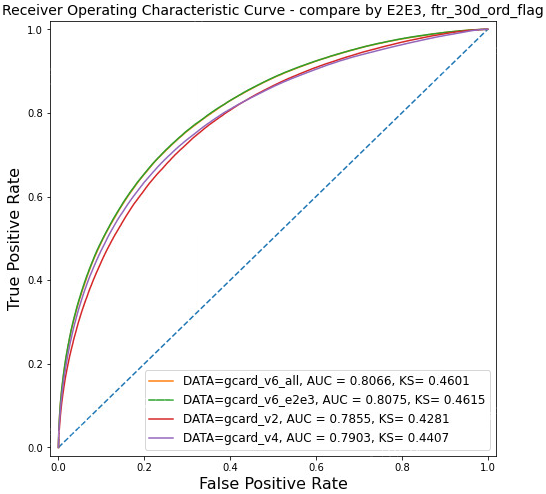 Receiver Operating Characteristic Curve - compare by E2E3, ftr_30d_ord_flag
1.0
0.8
0.6
0.4
0.2
0.0
True Positive Rate
DATA=gcard_v6_all, AUC = 0.8066, KS= 0.4601
DATA=gcard_v6_e2e3, AUC = 0.8075, KS= 0.4615
DATA=gcard_v2, AUC = 0.7855, KS= 0.4281
DATA=gcard_v4, AUC = 0.7903, KS= 0.4407
0.0 0.2 0.4 0.6 0.8 1.0
False Positive Rate